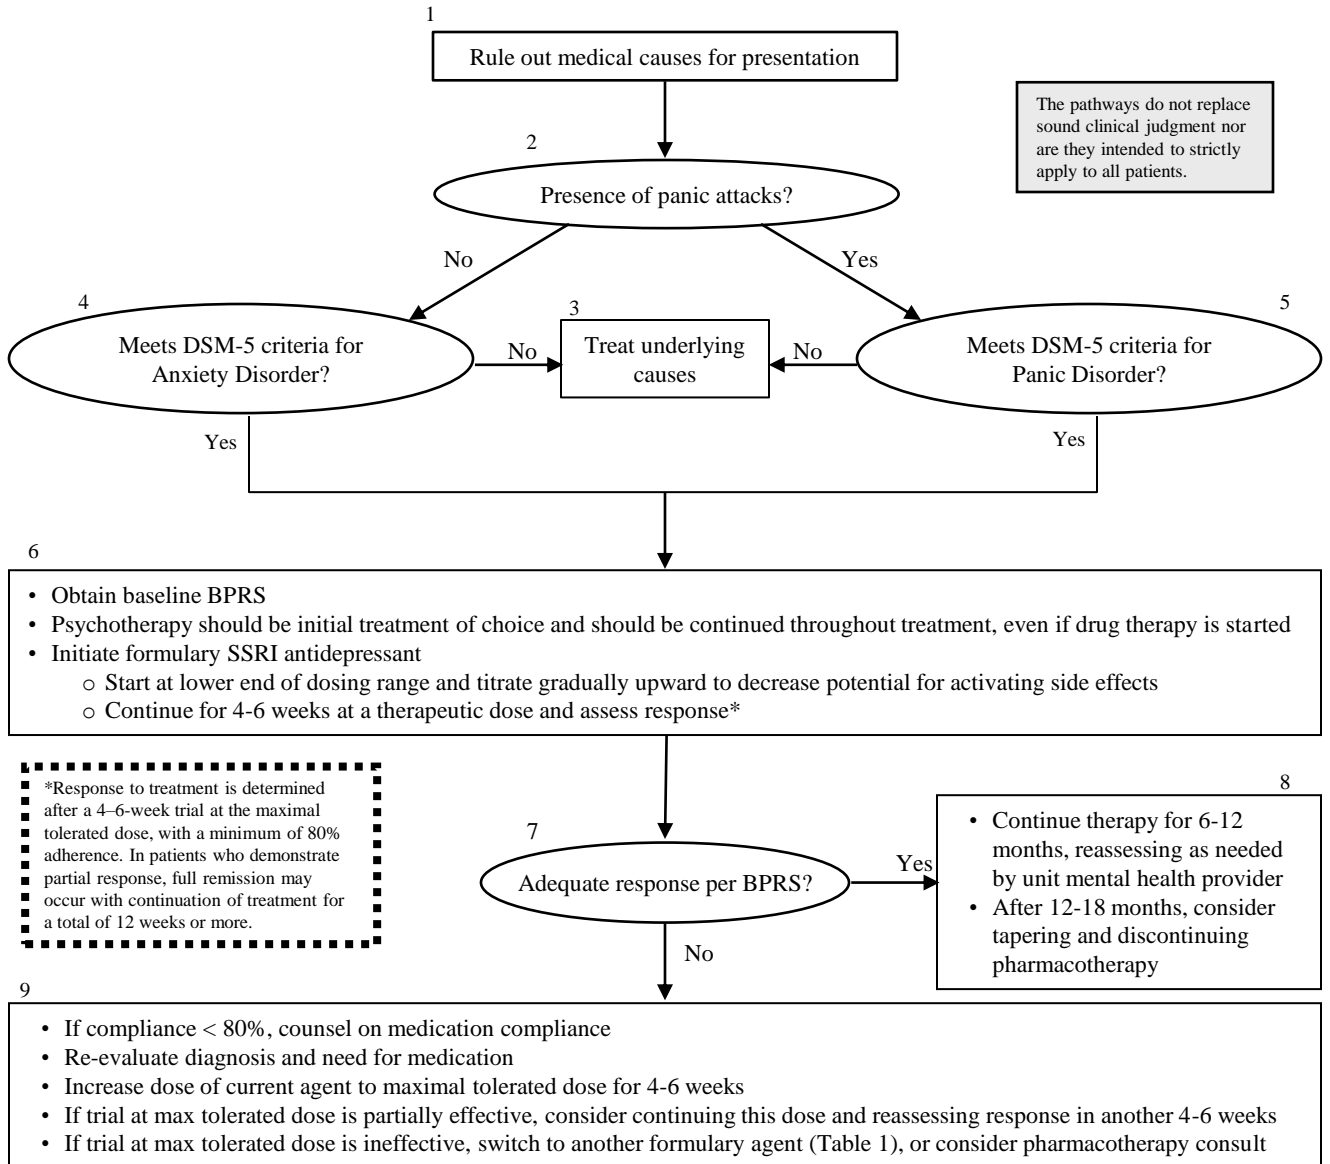 1
Rule out medical causes for presentation
The pathways do not replace
sound clinical judgment nor
are they intended to strictly
apply to all patients.
2
Presence of panic attacks?
No
Yes
4
Meets DSM-5 criteria for
Anxiety Disorder?
No
3
Treat underlying
causes
No
5
Meets DSM-5 criteria for
Panic Disorder?
Yes
Yes
6
• Obtain baseline BPRS
• Psychotherapy should be initial treatment of choice and should be continued throughout treatment, even if drug therapy is started
• Initiate formulary SSRI antidepressant
o Start at lower end of dosing range and titrate gradually upward to decrease potential for activating side effects
o Continue for 4-6 weeks at a therapeutic dose and assess response*
*Response to treatment is determined
after a 4–6-week trial at the maximal
tolerated dose, with a minimum of 80%
adherence. In patients who demonstrate
partial response, full remission may
occur with continuation of treatment for
a total of 12 weeks or more.
7
Adequate response per BPRS?
Yes
8
• Continue therapy for 6-12
months, reassessing as needed
by unit mental health provider
• After 12-18 months, consider
tapering and discontinuing
pharmacotherapy
No
9
• If compliance < 80%, counsel on medication compliance
• Re-evaluate diagnosis and need for medication
• Increase dose of current agent to maximal tolerated dose for 4-6 weeks
• If trial at max tolerated dose is partially effective, consider continuing this dose and reassessing response in another 4-6 weeks
• If trial at max tolerated dose is ineffective, switch to another formulary agent (Table 1), or consider pharmacotherapy consult